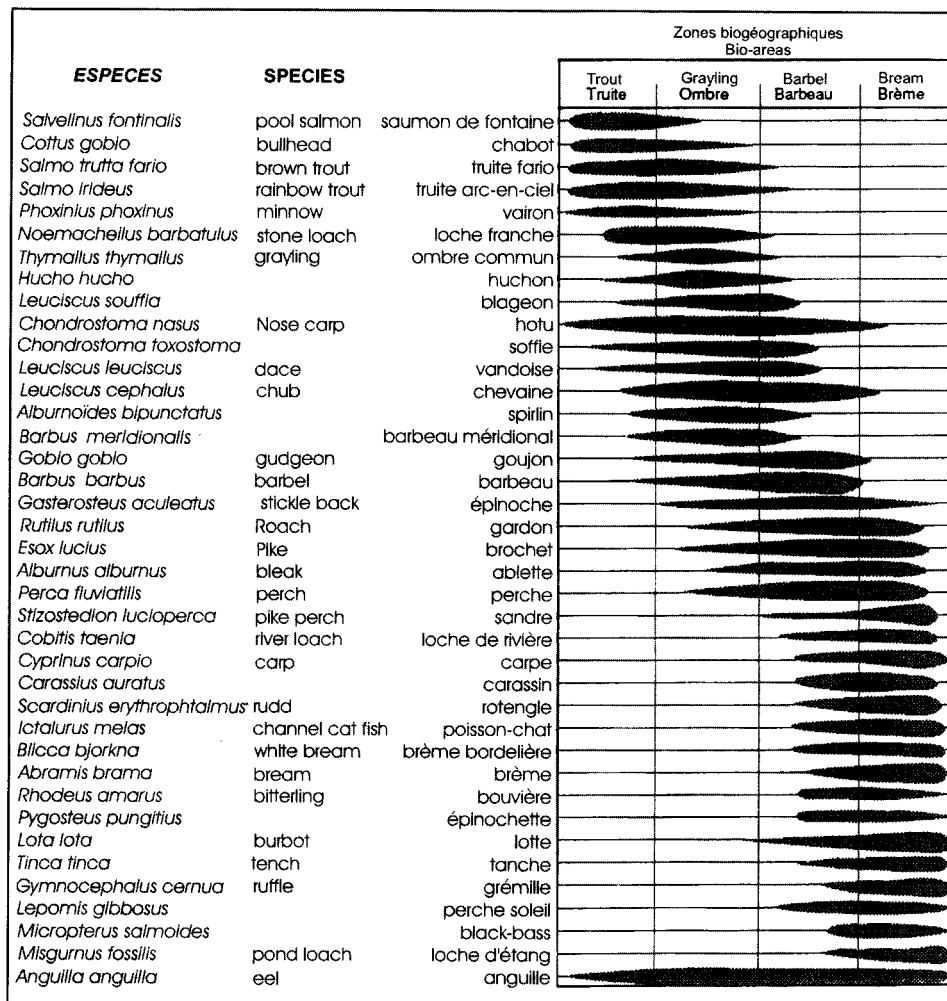 Zones biogéographiques
Bio-areas
ESPECES SPECIES
Trout Grayling Barbel Bream
Truite Ombre Barbeau Brème
Salvelinus fontinalis pool salmon saumon de fontaine
Cottus gobio bullhead chabot
Salmo trutta fario brown trout truite fario
Salmo irideus rainbow trout truite arc-en-ciel
Phoxinius phoxinus minnow vairon
Noemacheilus barbatulus stone loach loche franche
Thymallus thymallus grayling ombre commun
Hucho hucho huchon
Leuciscus souffia blageon
Chondrostoma nasus Nose carp hotu
Chondrostoma toxostoma soffie
Leuciscus leuciscus dace vandoise
Leuciscus cephalus chub chevaine
Alburnoïdes bipunctatus spirlin
Barbus meridionalis barbeau méridional
Gobio gobio gudgeon goujon
Barbus barbus barbel barbeau
Gasterosteus aculeatus stickle back épinoche
Rutilus rutilus Roach gardon
Esox lucius Pike brochet
Alburnus alburnus bleak ablette
Perca fluviatilis perch perche
Stizostedion lucioperca pike perch sandre
Cobitis taenia river loach loche de rivière
Cyprinus carpio carp carpe
Carassius auratus carassin
Scardinius erythrophtalmus rudd rotengle
Ictalurus melas channel cat fish poisson-chat
Blicca bjorkna white bream brème bordelière
Abramis brama bream brème
Rhodeus amarus bitterling bouvière
Pygosteus pungitius épinochette
Lota lota burbot lotte
Tinca tinca tench tanche
Gymnocephalus cernua ruffle grémille
Lepomis gibbosus perche soleil
Micropterus salmoides black-bass
Misgurnus fossilis pond loach loche d'étang
Anguilla anguilla eel anguille